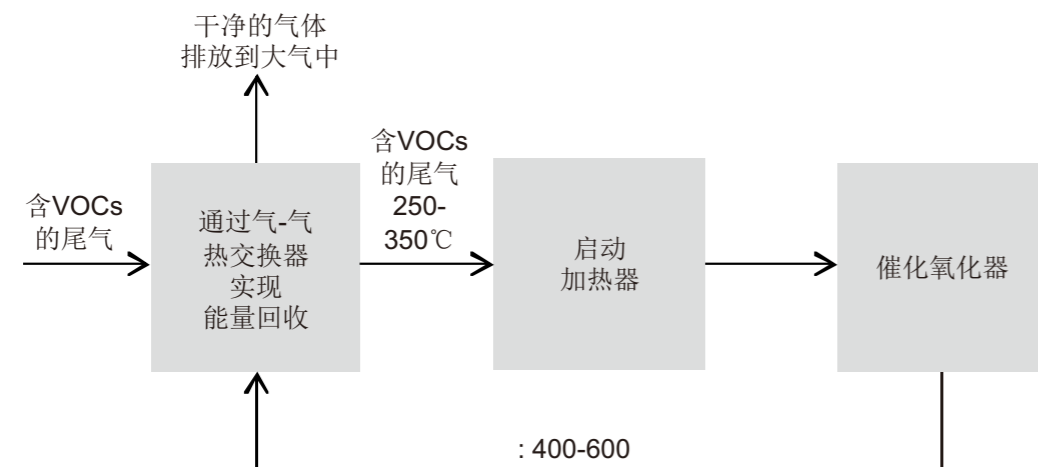 干净的气体
排放到大气中
含VOCs
的尾气
通过气-气
热交换器
实现
能量回收
含VOCs
的尾气
250-
350℃
启动
加热器
催化氧化器
: 400-600